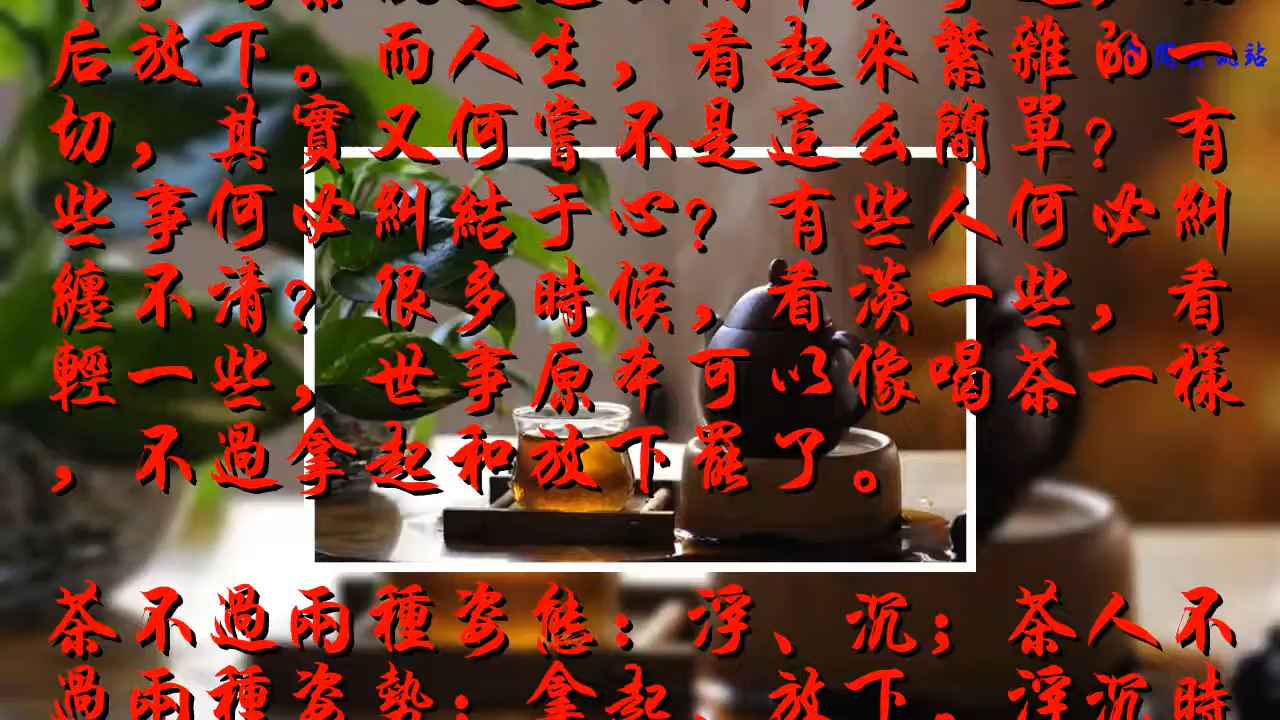 后放下。而人生，看起來繁雜的一
切，其實又何嘗不是這么簡單？有
些事何必糾結于心？有些人何必糾
纏不清？很多時候，看淡一些，看
輕一些，世事原本可以像喝茶一樣
，不過拿起和放下罷了。
茶不過兩種姿態：浮、沉；茶人不
過兩種姿勢：拿起、放下。浮沉時